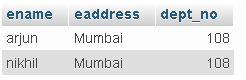 ename eaddress dept_no
arjun Mumbai 108
nikhil Mumbai 108